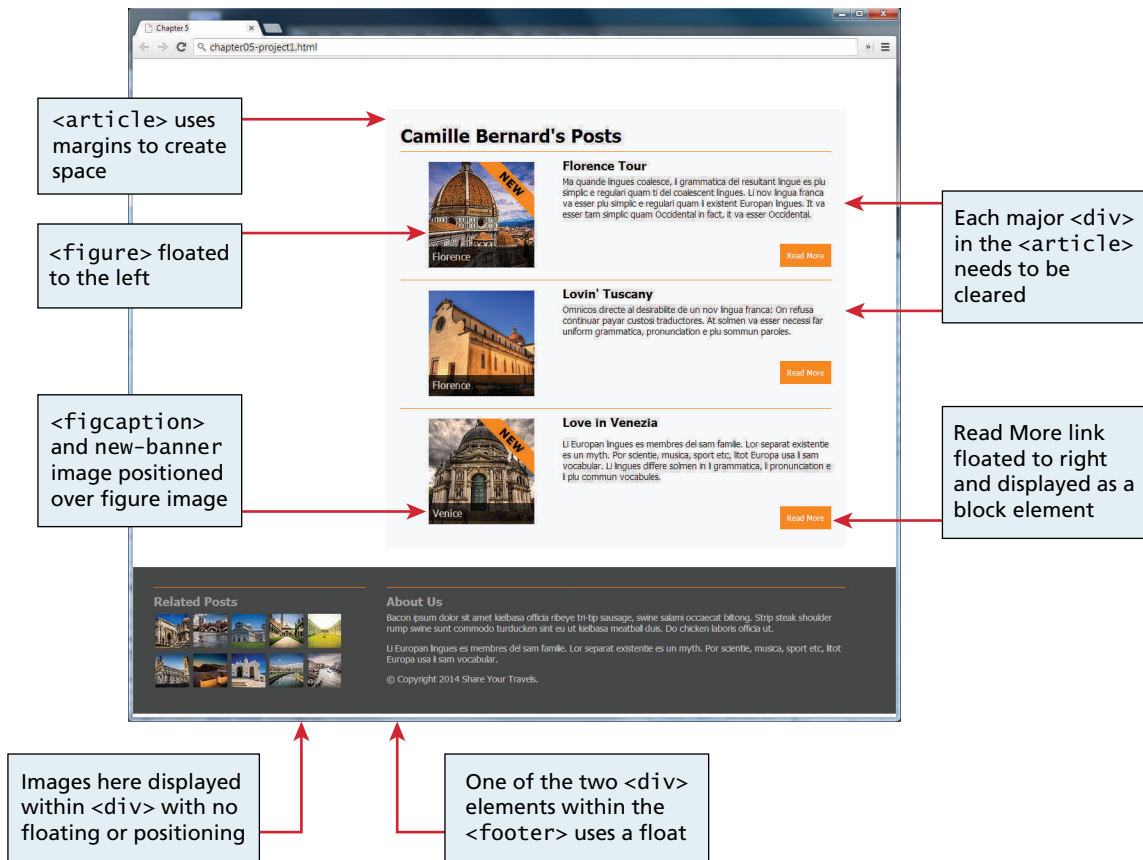 Chapter 5
chapter05-project1.html
<article> uses
margins to create
space
<figure> floated
to the left
<figcaption>
and new-banner
image positioned
over figure image
Camille Bernard's Posts
NEW
Florence
Florence Tour
Ma quande lingues coalesce, li grammatica del resultant lingue es plu
simplic e regulari quam ti del coalescent lingues. Li nov lingua franca
va esser plu simplic e regulari quam li existent Europan lingues. It va
esser tam simplic quam Occidental in fact, it va esser Occidental.
Read More
Florence
Lovin' Tuscany
Omnicos directe al desirabilite de un nov lingua franca: On refusa
continuar payar custosi traductores. At solmen va esser necessi far
uniform grammatica, pronunciation e plu sommun paroles.
Read More
NEW
Venice
Love in Venezia
Li Europan lingues es membres del sam familie. Lor separat existentie
es un myth. Por scientie, musica, sport etc, litot Europa usa li sam
vocabular. Li lingues differe solmen in li grammatica, li pronunciation e
li plu commun vocabules.
Read More
Each major <div>
in the <article>
needs to be
cleared
Read More link
floated to right
and displayed as a
block element
Related Posts
About Us
Bacon ipsum dolor sit amet kielbasa officia ribeye tri-tip sausage, swine salami occaecat biltong. Strip steak shoulder
rump swine sunt commodo turducken sint eu ut kielbasa meatball duis. Do chicken laboris officia ut.
Li Europan lingues es membres del sam familie. Lor separat existentie es un myth. Por scientie, musica, sport etc, litot
Europa usa li sam vocabular.
© Copyright 2014 Share Your Travels.
Images here displayed
within <div> with no
floating or positioning
One of the two <div>
elements within the
<footer> uses a float